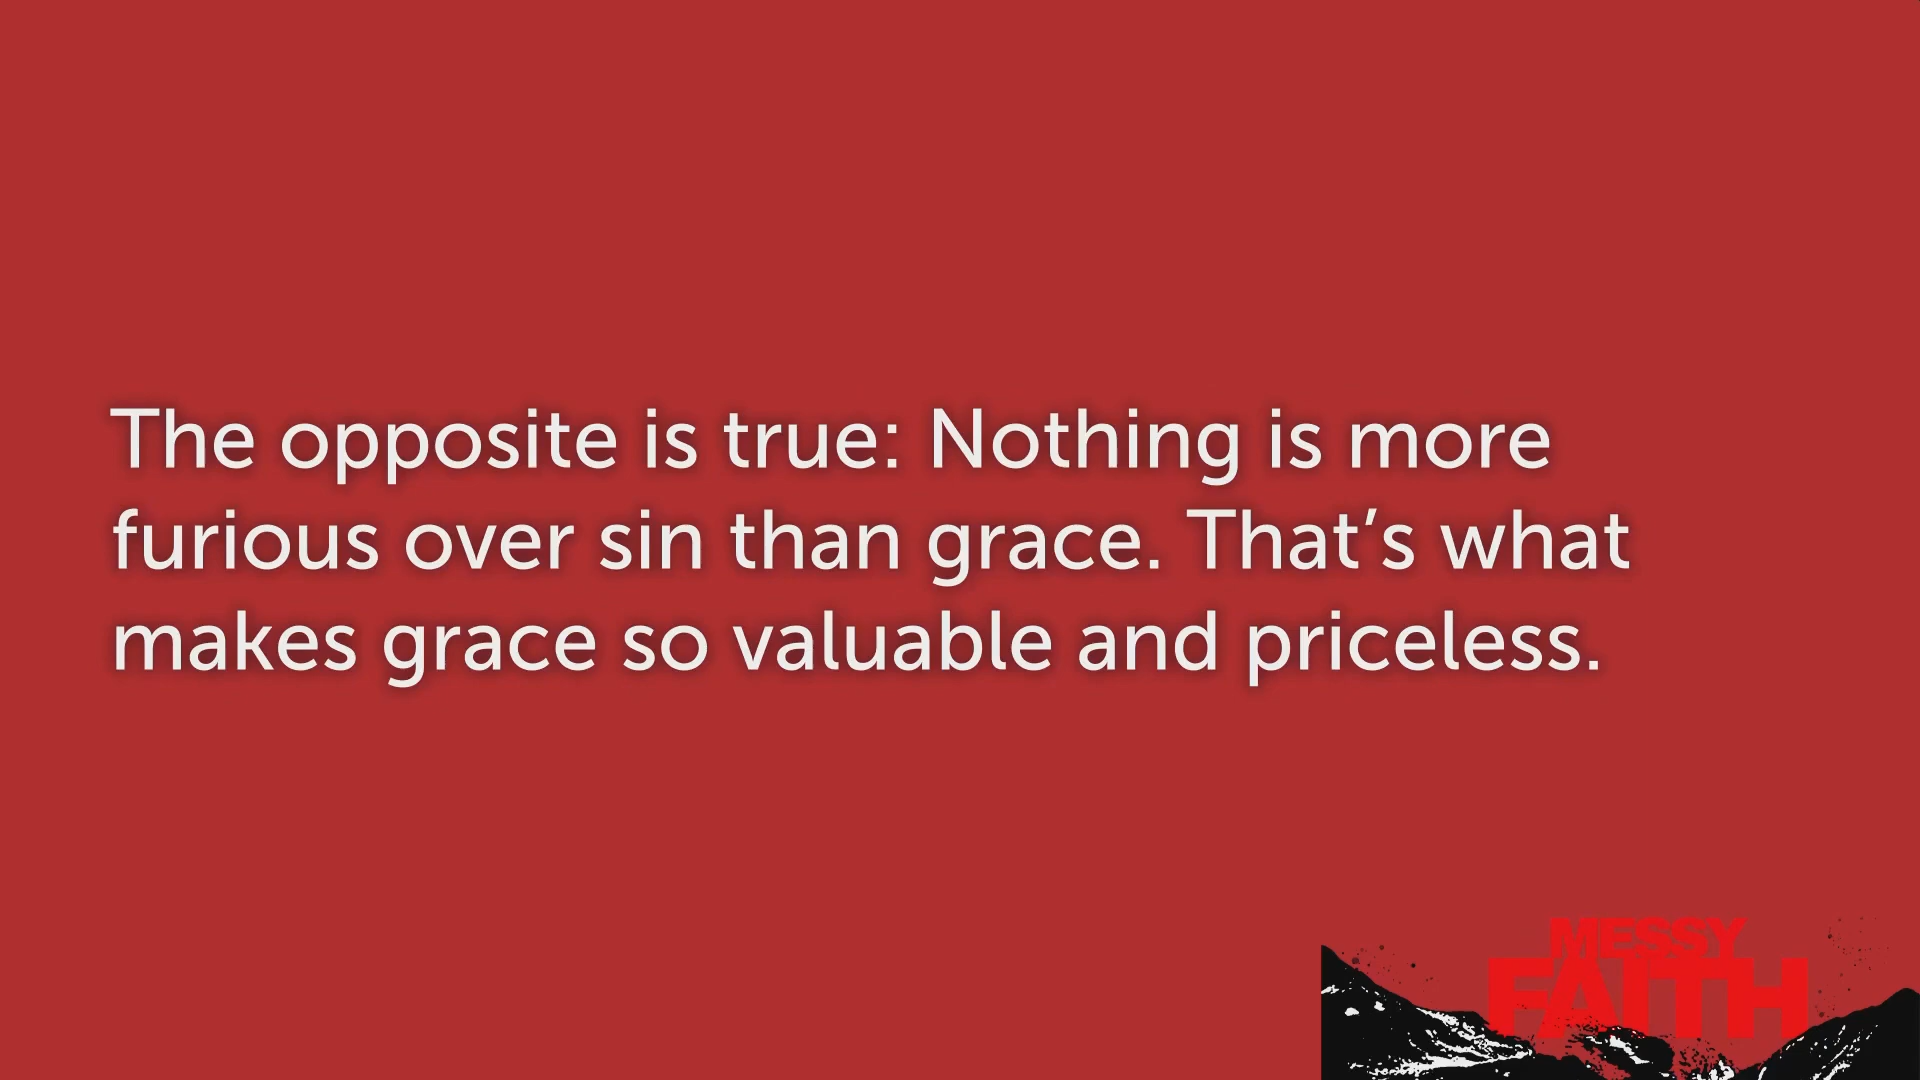 The opposite is true: Nothing is more
furious over sin than grace. That’s what
makes grace so valuable and priceless.
MESSY
FAITH